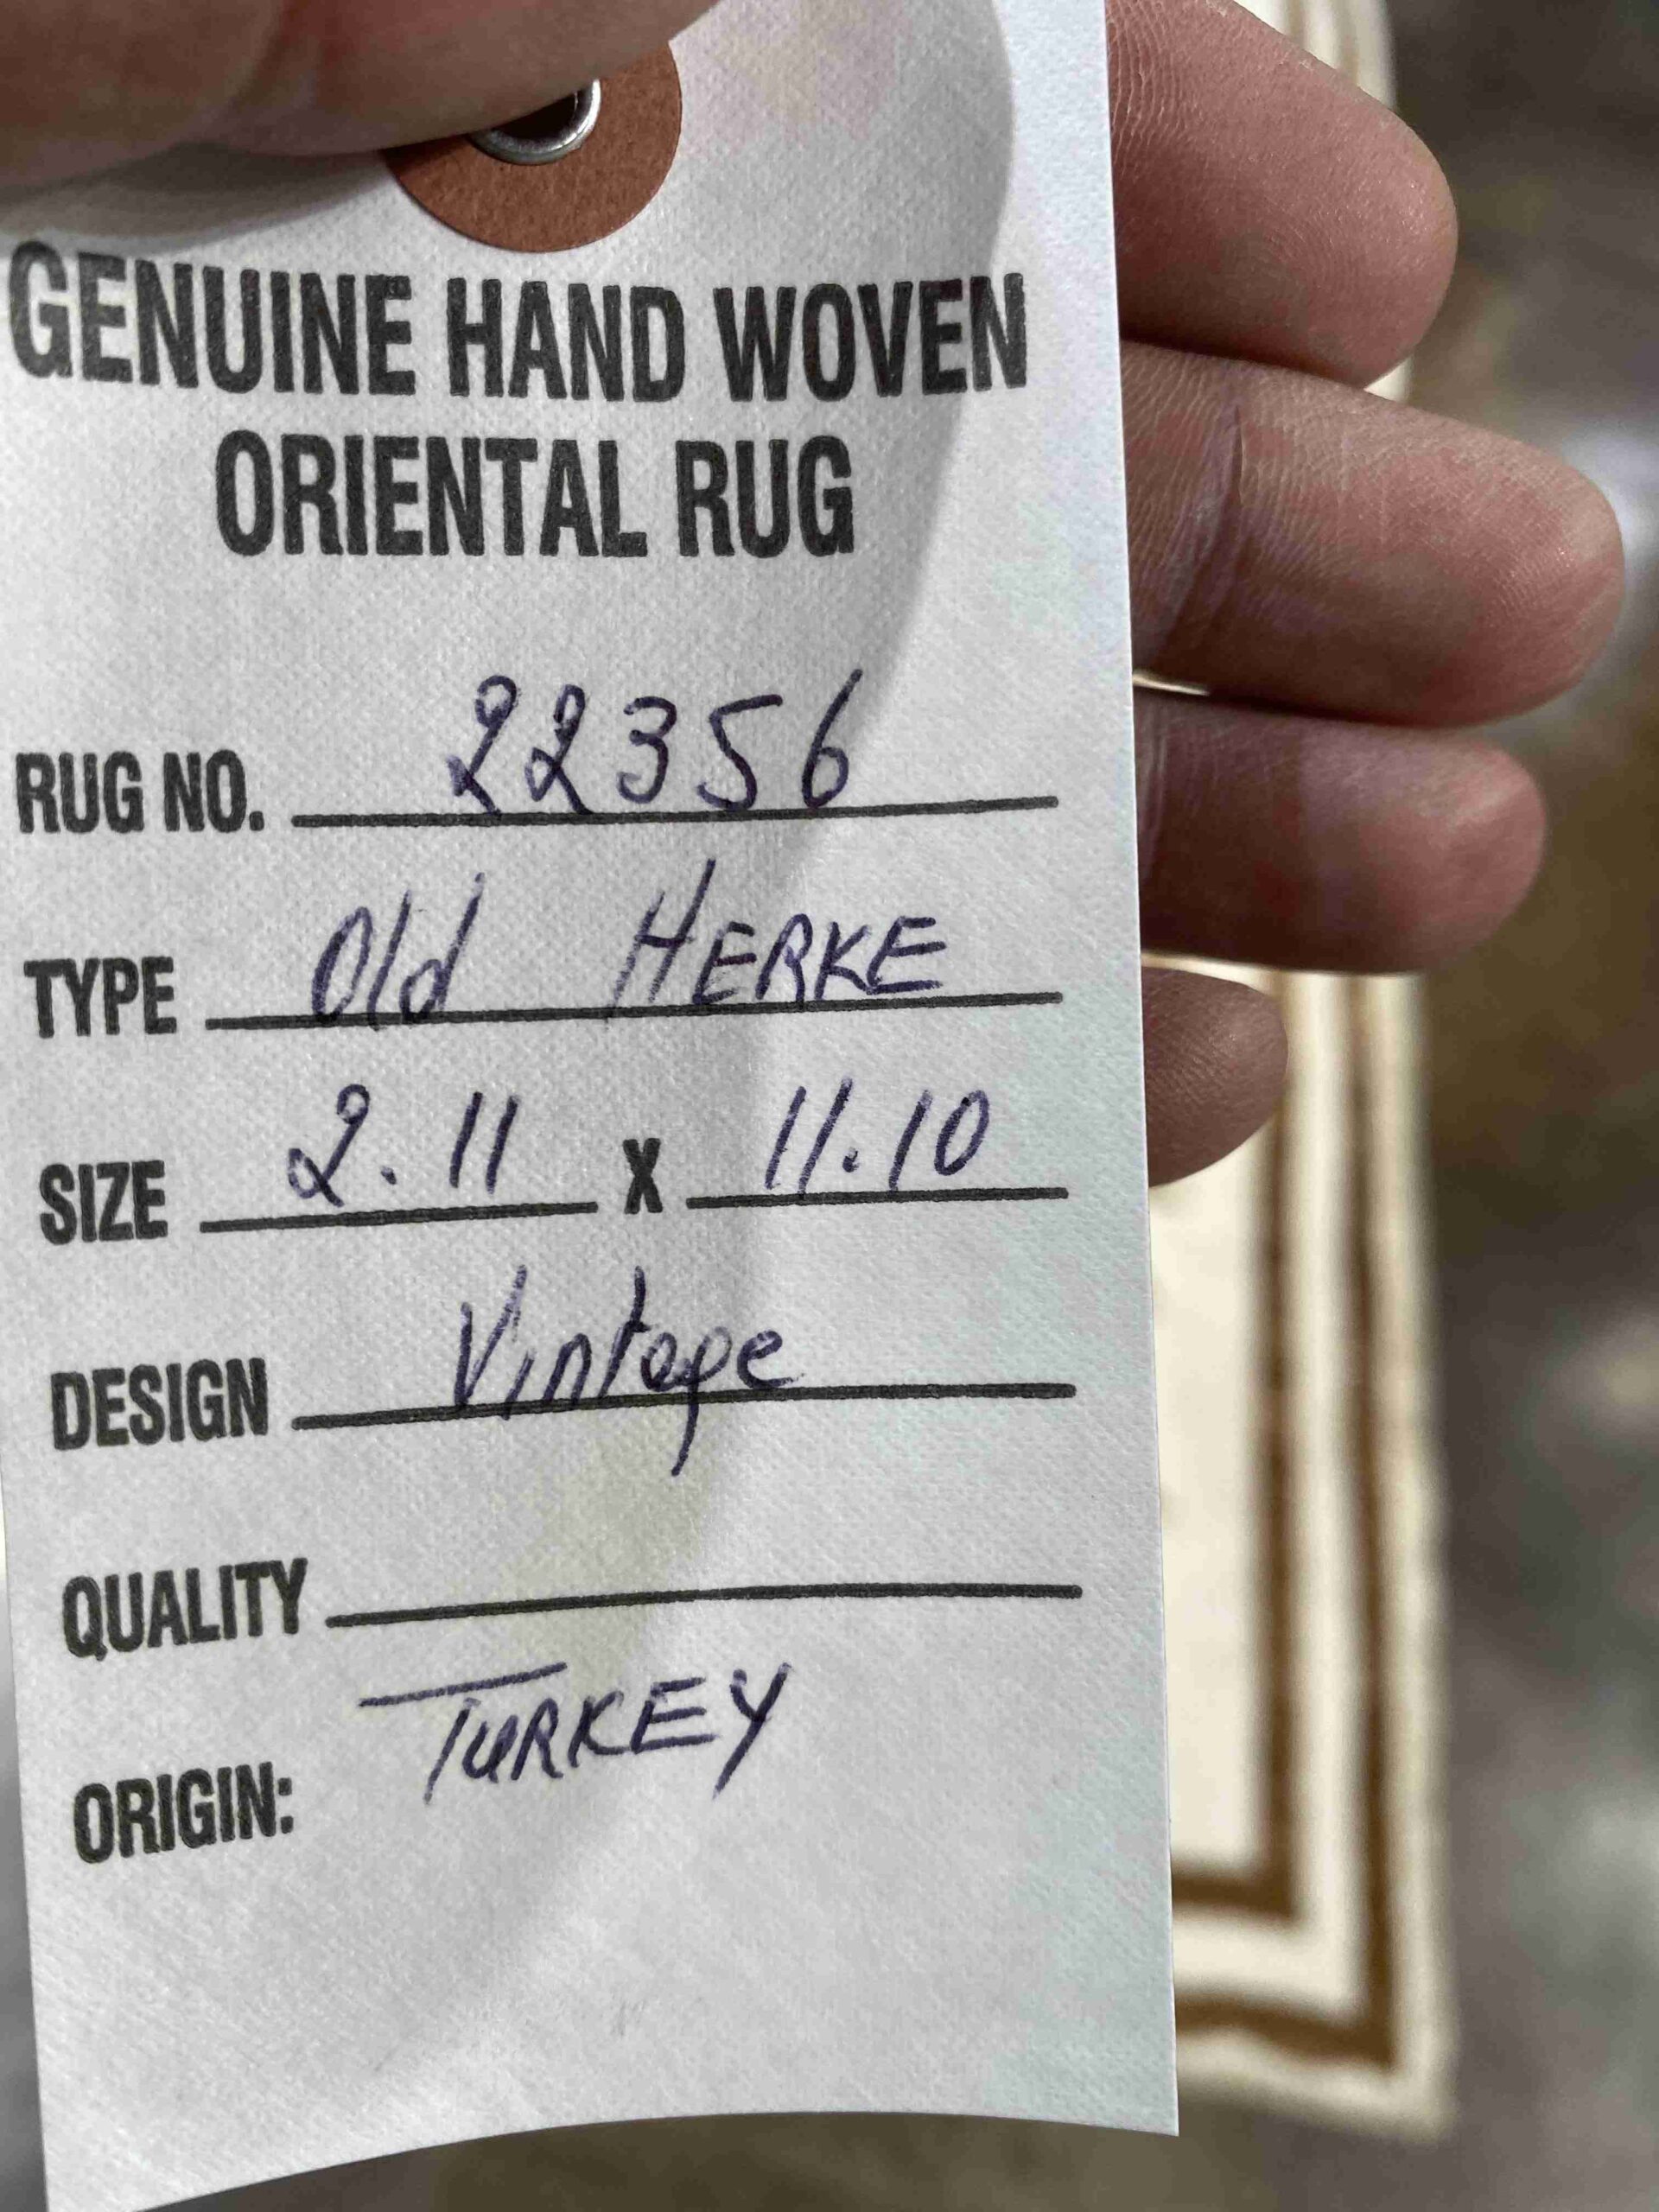 GENUINE HAND WOVEN
ORIENTAL RUG
RUG NO. 22356
TYPE Old HERKE
SIZE 2.11 X 11.10
DESIGN Vintage
QUALITY
ORIGIN: TURKEY